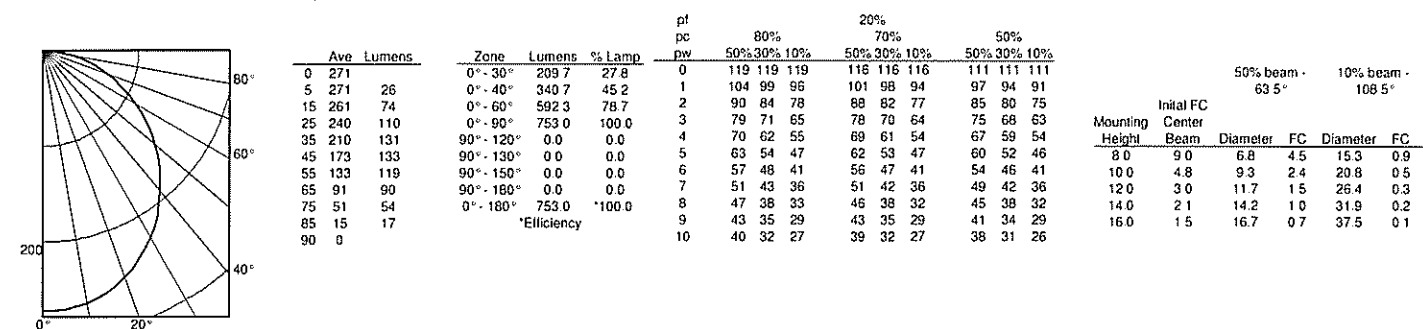 80°
60°
40°
20°
0°
200
Ave Lumens
0 271
5 271 26
15 261 74
25 240 110
35 210 131
45 173 133
55 133 119
65 91 90
75 51 54
85 15 17
90 0
Zone Lumens % Lamp
0° - 30° 209 7 27.8
0° - 40° 340 7 45 2
0° - 60° 592 3 78.7
0° - 90° 753 0 100 0
90° - 120° 0.0 0.0
90° - 130° 0.0 0.0
90° - 150° 0.0 0.0
90° - 180° 0.0 0.0
0° - 180° 753.0 *100.0
*Efficiency
pf 20%
pc 80% 70% 50%
pw 50% 30% 10% 50% 30% 10% 50% 30% 10%
0 119 119 119 116 116 116 111 111 111
1 104 99 96 101 98 94 97 94 91
2 90 84 78 88 82 77 85 80 75
3 79 71 65 78 70 64 75 68 63
4 70 62 55 69 61 54 67 59 54
5 63 54 47 62 53 47 60 52 46
6 57 48 41 56 47 41 54 46 41
7 51 43 36 51 42 36 49 42 36
8 47 38 33 46 38 32 45 38 32
9 43 35 29 43 35 29 41 34 29
10 40 32 27 39 32 27 38 31 26
50% beam - 10% beam -
63 5° 108 5°
Inital FC
Mounting Center
Height Beam Diameter FC Diameter FC
8 0 9 0 6.8 4.5 15.3 0.9
10 0 4.8 9.3 2.4 20.8 0 5
12 0 3 0 11.7 1 5 26.4 0.3
14.0 2 1 14.2 1 0 31.9 0.2
16.0 1 5 16.7 0 7 37.5 0 1